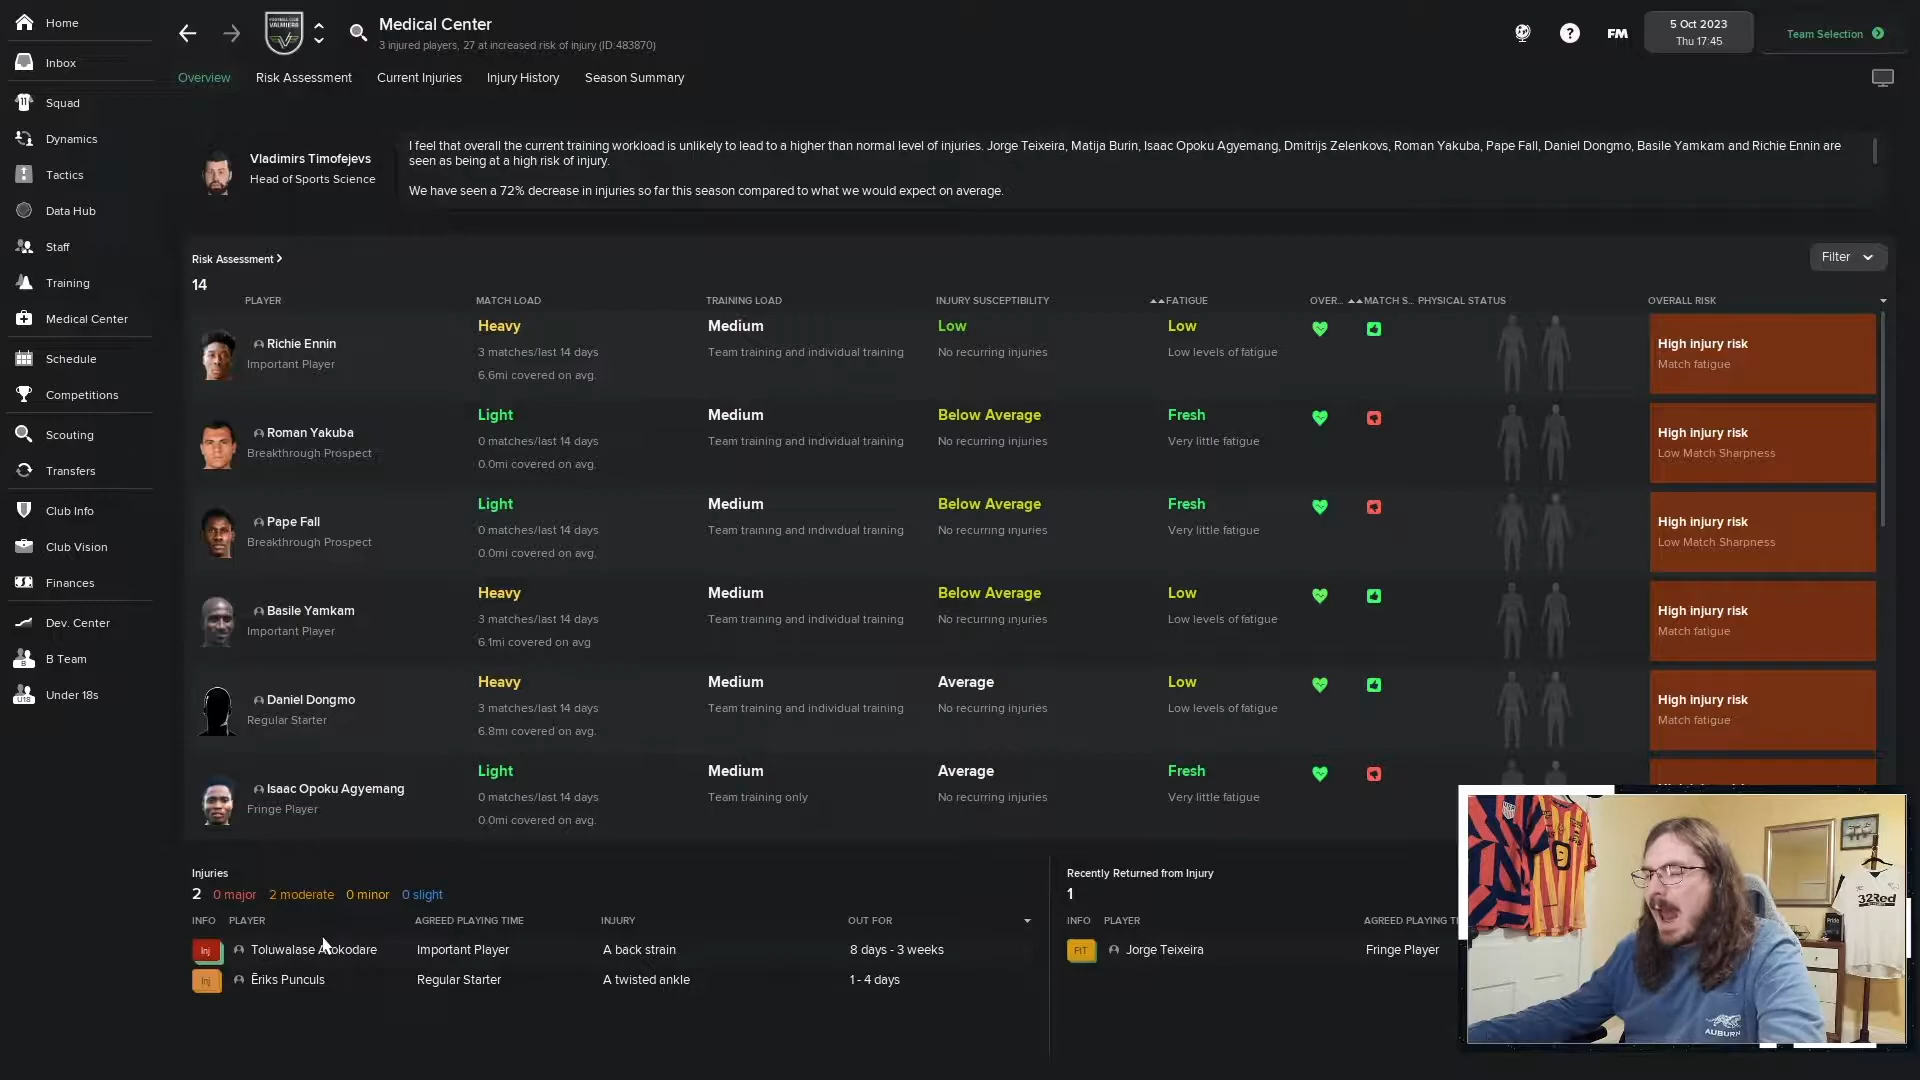 Home
Inbox
Squad
Dynamics
Tactics
Data Hub
Staff
Training
Medical Center
Schedule
Competitions
Scouting
Transfers
Club Info
Club Vision
Finances
Dev. Center
B Team
Under 18s
Medical Center
3 injured players, 27 at increased risk of injury (ID:483870)
FM
5 Oct 2023
Thu 17:45
Team Selection
Overview Risk Assessment Current Injuries Injury History Season Summary
Vladimirs Timofejevs
Head of Sports Science
I feel that overall the current training workload is unlikely to lead to a higher than normal level of injuries. Jorge Teixeira, Matija Burin, Isaac Opoku Agyemang, Dmitrijs Zelenkovs, Roman Yakuba, Pape Fall, Daniel Dongmo, Basile Yamkam and Richie Ennin are
seen as being at a high risk of injury.
We have seen a 72% decrease in injuries so far this season compared to what we would expect on average.
Risk Assessment
14
Filter
PLAYER MATCH LOAD TRAINING LOAD INJURY SUSCEPTIBILITY FATIGUE OVER... MATCH S... PHYSICAL STATUS OVERALL RISK
Richie Ennin
Important Player
Heavy
3 matches/last 14 days
6.6mi covered on avg.
Medium
Team training and individual training
Low
No recurring injuries
Low
Low levels of fatigue
High injury risk
Match fatigue
Roman Yakuba
Breakthrough Prospect
Light
0 matches/last 14 days
0.0mi covered on avg.
Medium
Team training and individual training
Below Average
No recurring injuries
Fresh
Very little fatigue
High injury risk
Low Match Sharpness
Pape Fall
Breakthrough Prospect
Light
0 matches/last 14 days
0.0mi covered on avg.
Medium
Team training and individual training
Below Average
No recurring injuries
Fresh
Very little fatigue
High injury risk
Low Match Sharpness
Basile Yamkam
Important Player
Heavy
3 matches/last 14 days
6.1mi covered on avg
Medium
Team training and individual training
Below Average
No recurring injuries
Low
Low levels of fatigue
High injury risk
Match fatigue
Daniel Dongmo
Regular Starter
Heavy
3 matches/last 14 days
6.8mi covered on avg.
Medium
Team training and individual training
Average
No recurring injuries
Low
Low levels of fatigue
High injury risk
Match fatigue
Isaac Opoku Agyemang
Fringe Player
Light
0 matches/last 14 days
0.0mi covered on avg.
Medium
Team training only
Average
No recurring injuries
Fresh
Very little fatigue
Injuries
2 0 major 2 moderate 0 minor 0 slight
INFO PLAYER AGREED PLAYING TIME INJURY OUT FOR
Inj Toluwalase Important Player A back strain 8 days - 3 weeks
Inj Ēriks Punculs Regular Starter A twisted ankle 1 - 4 days
Recently Returned from Injury
1
INFO PLAYER AGREED PLAYING
FIT Jorge Teixeira Fringe Player
32Red
AUBURN